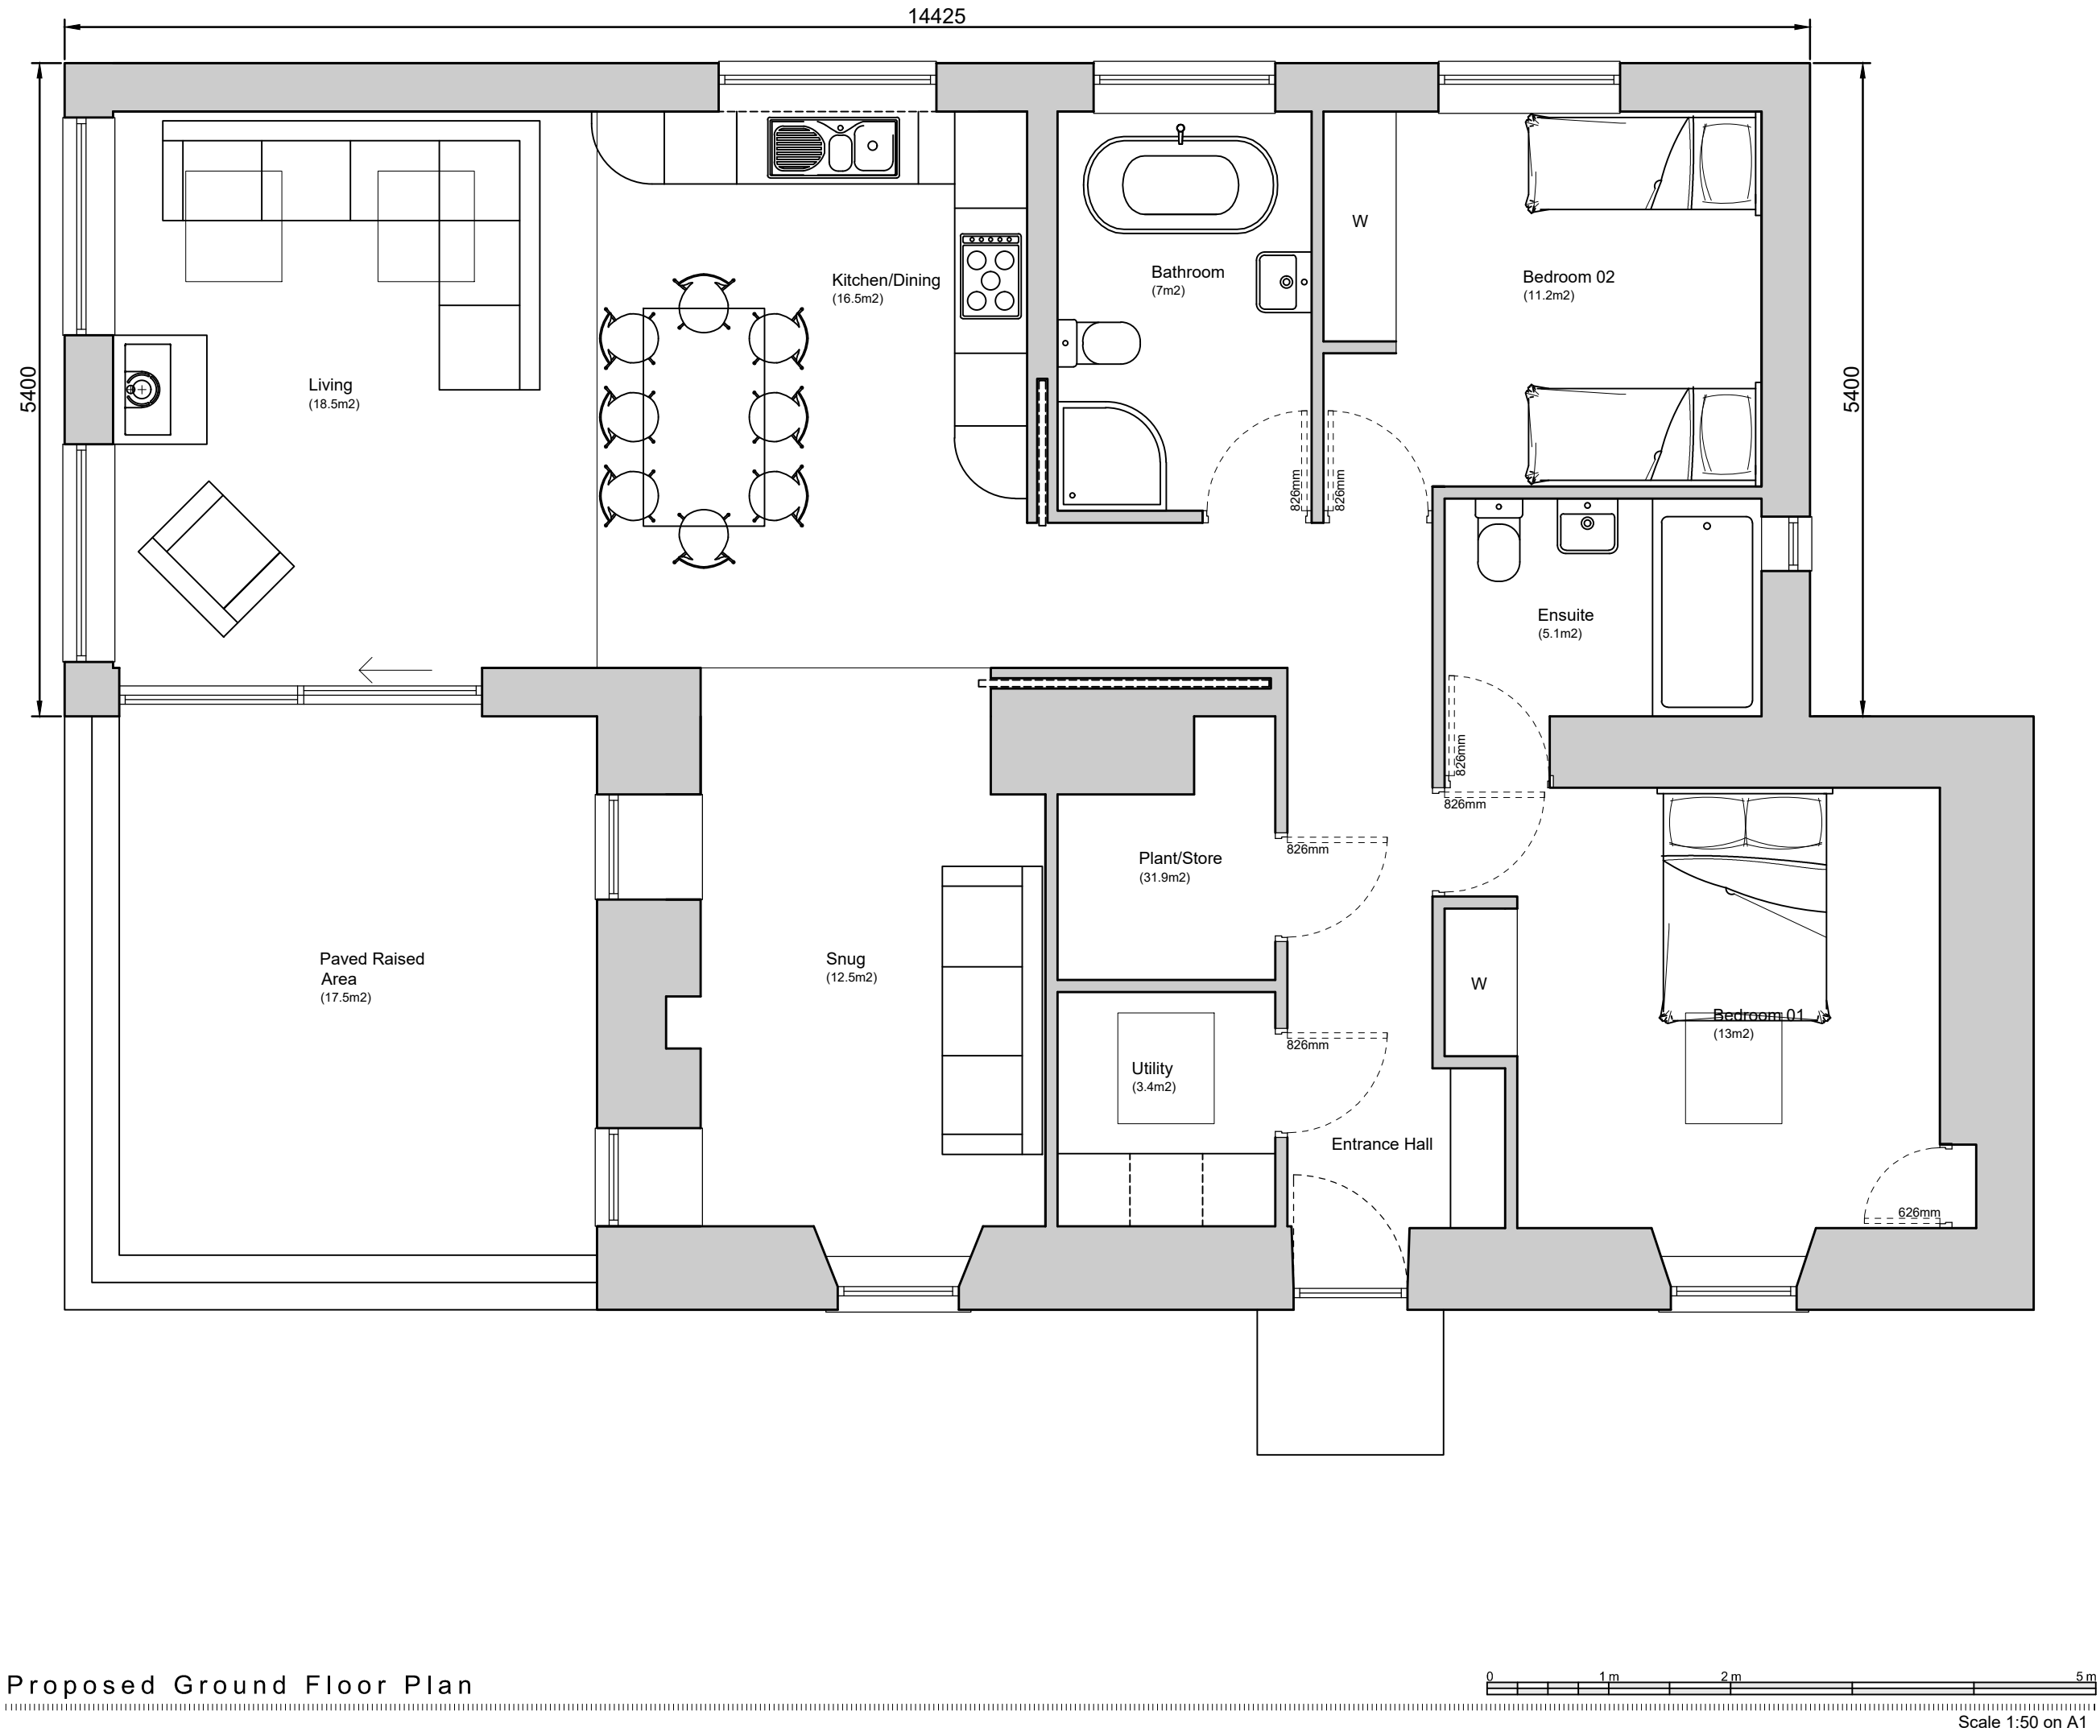 14425
5400
5400
Kitchen/Dining
(16.5m2)
Bathroom
(7m2)
W
Bedroom 02
(11.2m2)
Living
(18.5m2)
826mm
826mm
Ensuite
(5.1m2)
826mm
826mm
826mm
Plant/Store
(31.9m2)
Paved Raised
Area
(17.5m2)
Snug
(12.5m2)
W
Bedroom 01
(13m2)
826mm
Utility
(3.4m2)
Entrance Hall
626mm
Proposed Ground Floor Plan
0 1 m 2 m 5 m
Scale 1:50 on A1